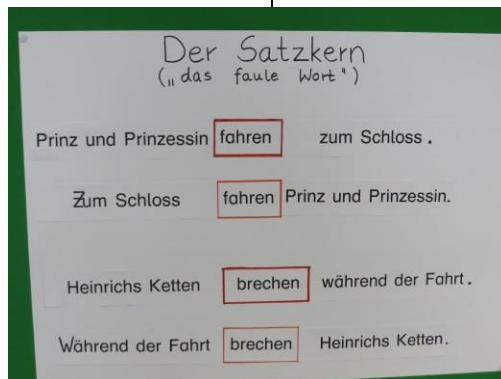 Der Satzkern
(„das faule Wort")
Prinz und Prinzessin fahren zum Schloss.
Zum Schloss fahren Prinz und Prinzessin.
Heinrichs Ketten brechen während der Fahrt.
Während der Fahrt brechen Heinrichs Ketten.